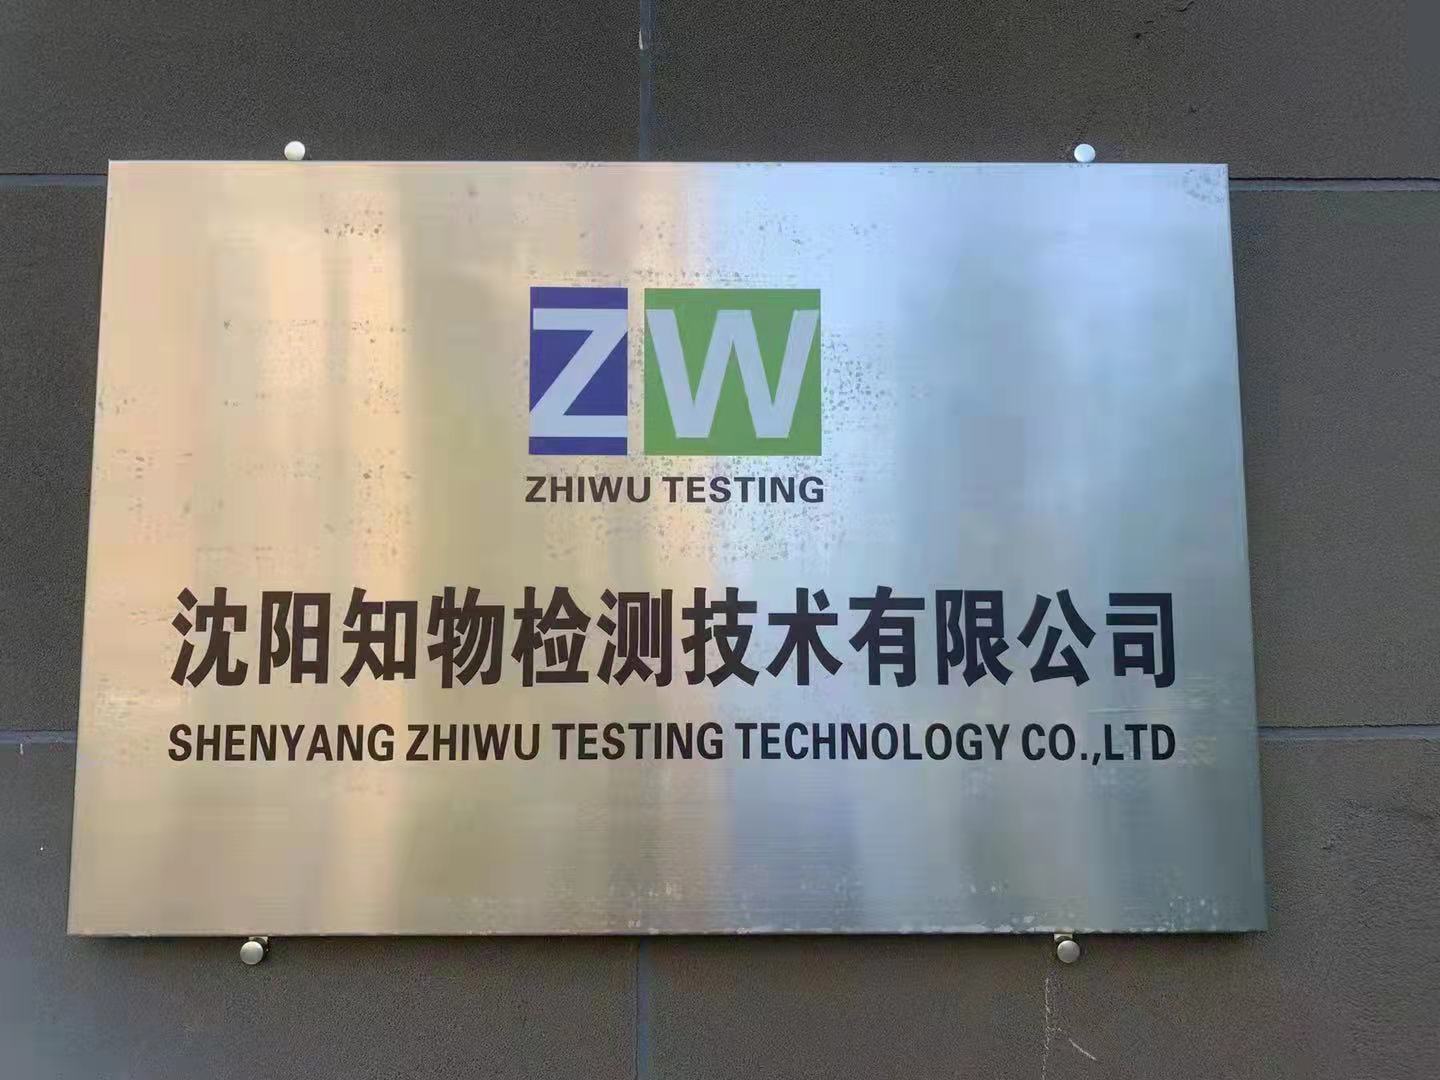 ZW
ZHIWU TESTING
沈阳知物检测技术有限公司
SHENYANG ZHIWU TESTING TECHNOLOGY CO.,LTD